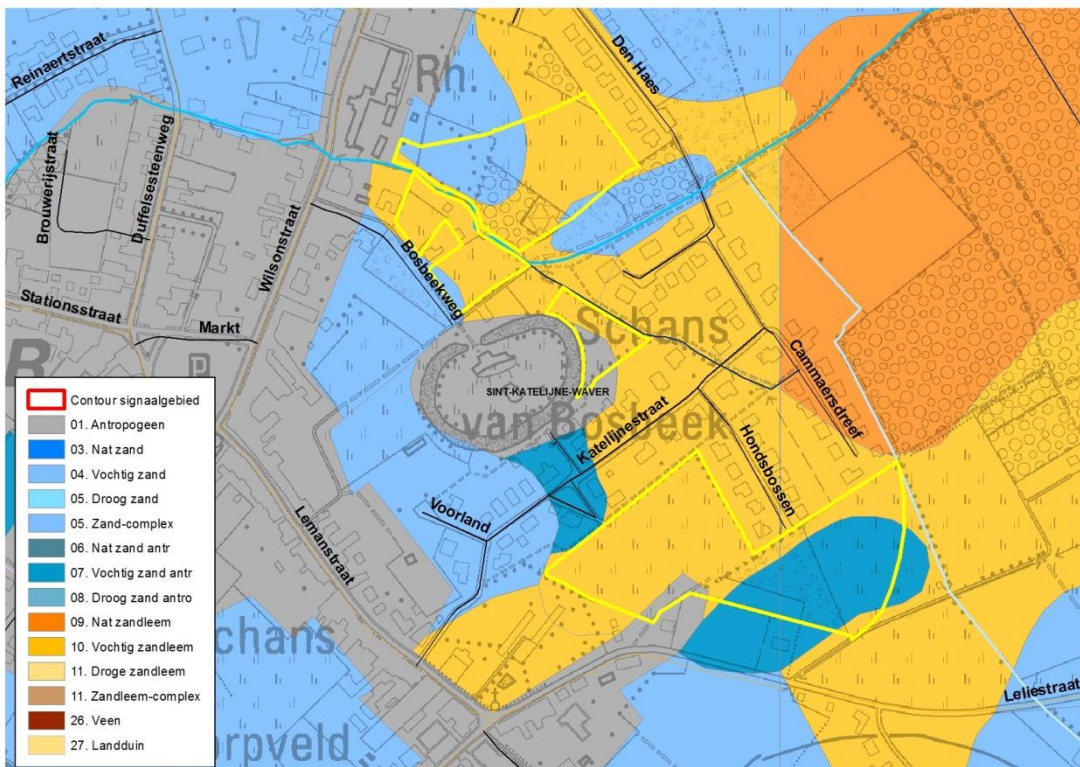 Reinaertstraat
Rh.
Den Haes
Brouwerijstraat
Duffelsesteenweg
Wilsonstraat
Bosbeekweg
Stationsstraat
Markt
P
B
Schans
van Bosbeek
SINT-KATELIJNE-WAVER
Cammaersdreef
Katelijnestraat
Hondsbossen
Voorland
Lemanstraat
Leliestraat
chans
orpveld
Contour signaalgebied
01. Antropogeen
03. Nat zand
04. Vochtig zand
05. Droog zand
05. Zand-complex
06. Nat zand antr
07. Vochtig zand antr
08. Droog zand antro
09. Nat zandleem
10. Vochtig zandleem
11. Droge zandleem
11. Zandleem-complex
26. Veen
27. Landduin